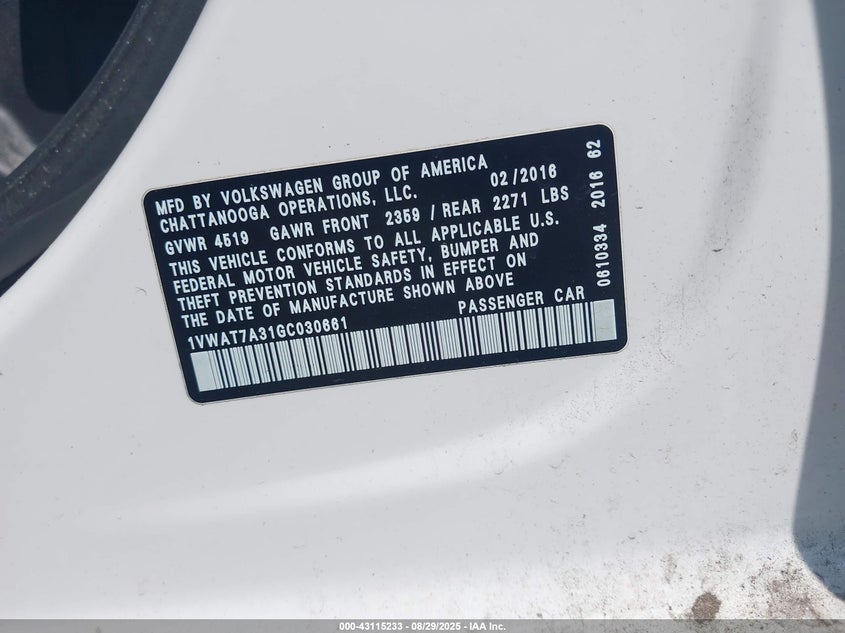 MFD BY VOLKSWAGEN GROUP OF AMERICA
CHATTANOOGA OPERATIONS, LLC. 02/2016
GVWR 4519 GAWR FRONT 2359 / REAR 2271 LBS
THIS VEHICLE CONFORMS TO ALL APPLICABLE U.S.
FEDERAL MOTOR VEHICLE SAFETY, BUMPER AND
THEFT PREVENTION STANDARDS IN EFFECT ON
THE DATE OF MANUFACTURE SHOWN ABOVE
1VWAT7A31GC030661 PASSENGER CAR
0610334 2016 62
000-43115233 - 08/29/2025 - IAA Inc.